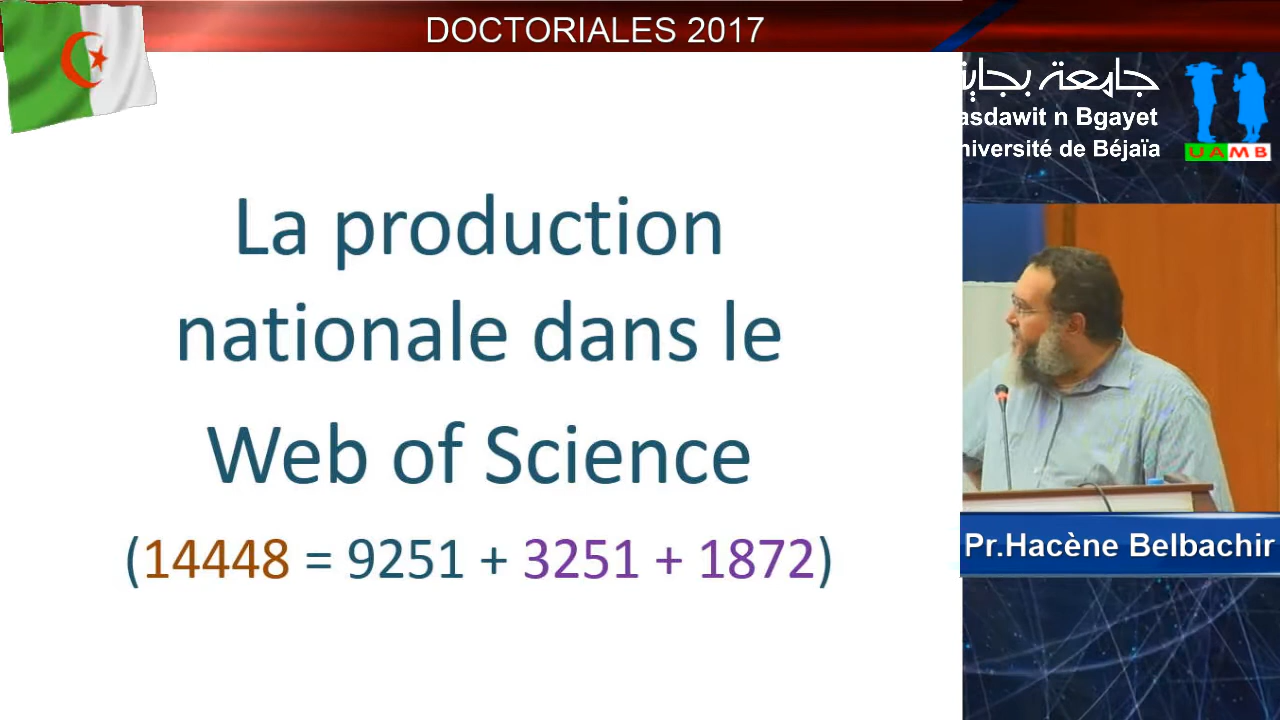 DOCTORIALES 2017
La production
nationale dans le
Web of Science
(14448 = 9251 + 3251 + 1872)
جامعة بجاية
asdawit n Bgayet
niversité de Béjaïa
UAMB
Pr.Hacène Belbachir